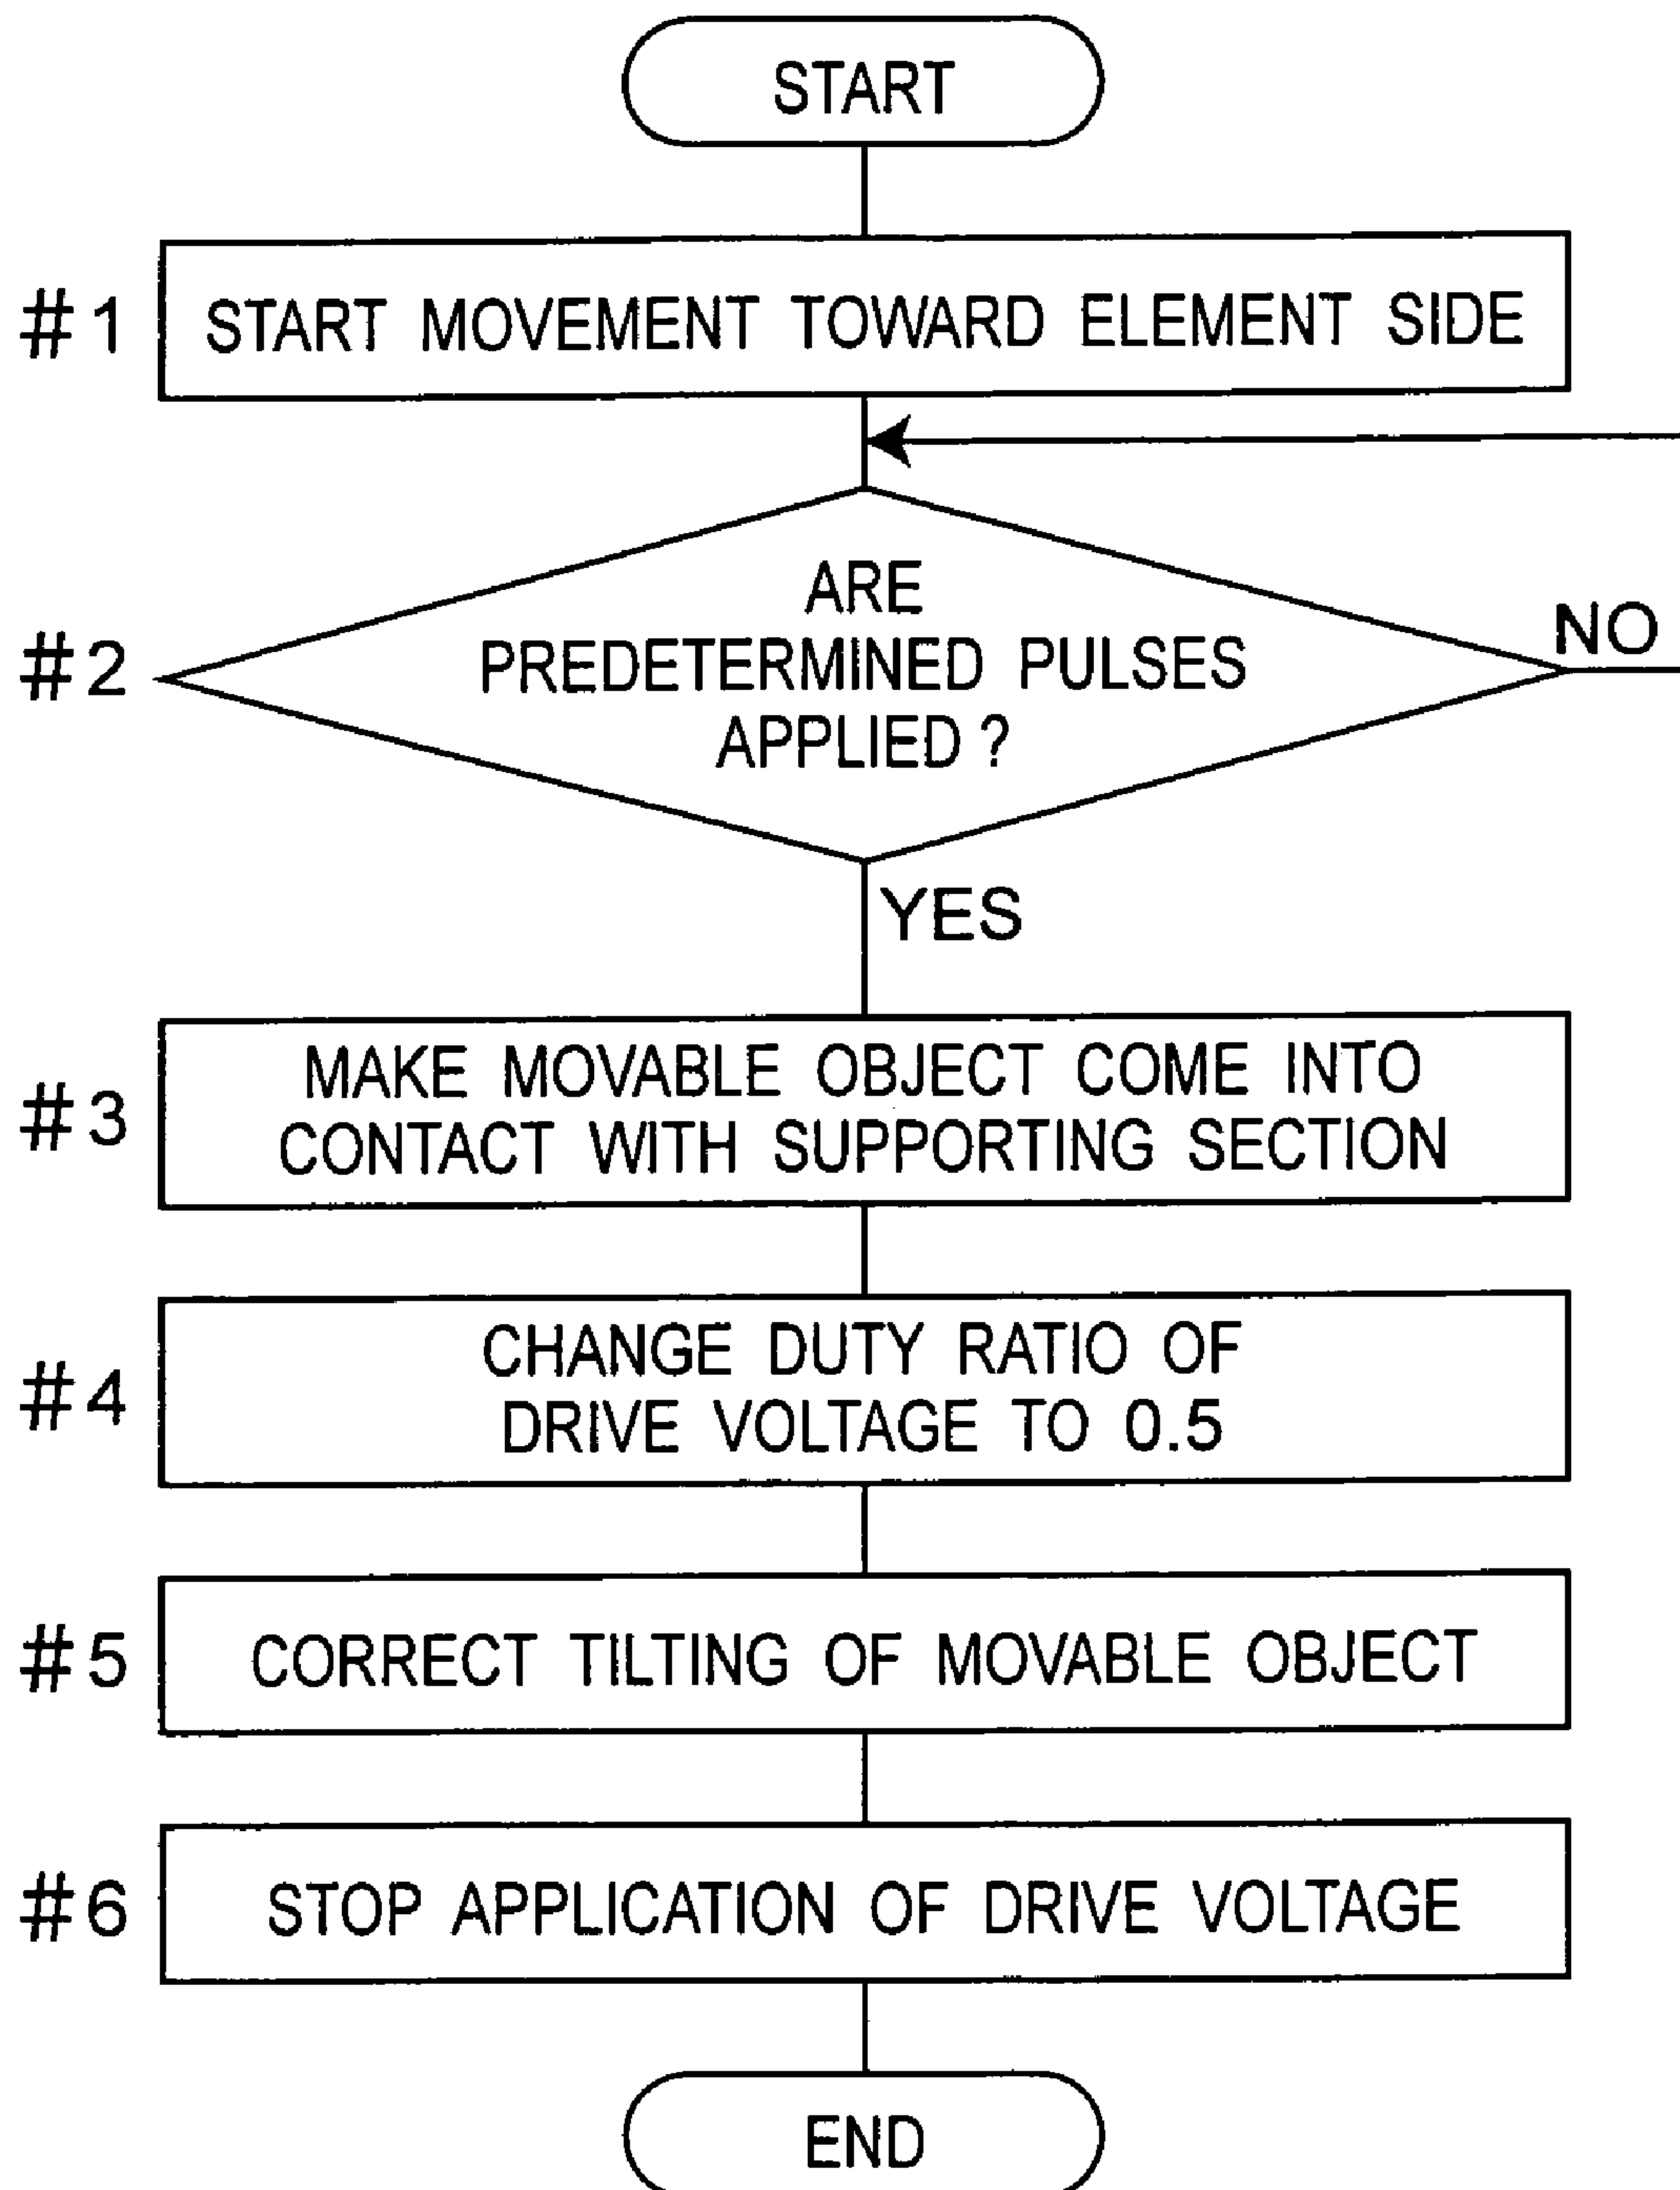 START
#1 START MOVEMENT TOWARD ELEMENT SIDE
ARE
#2 PREDETERMINED PULSES NO
APPLIED ?
YES
#3 MAKE MOVABLE OBJECT COME INTO
CONTACT WITH SUPPORTING SECTION
#4 CHANGE DUTY RATIO OF
DRIVE VOLTAGE TO 0.5
#5 CORRECT TILTING OF MOVABLE OBJECT
#6 STOP APPLICATION OF DRIVE VOLTAGE
END